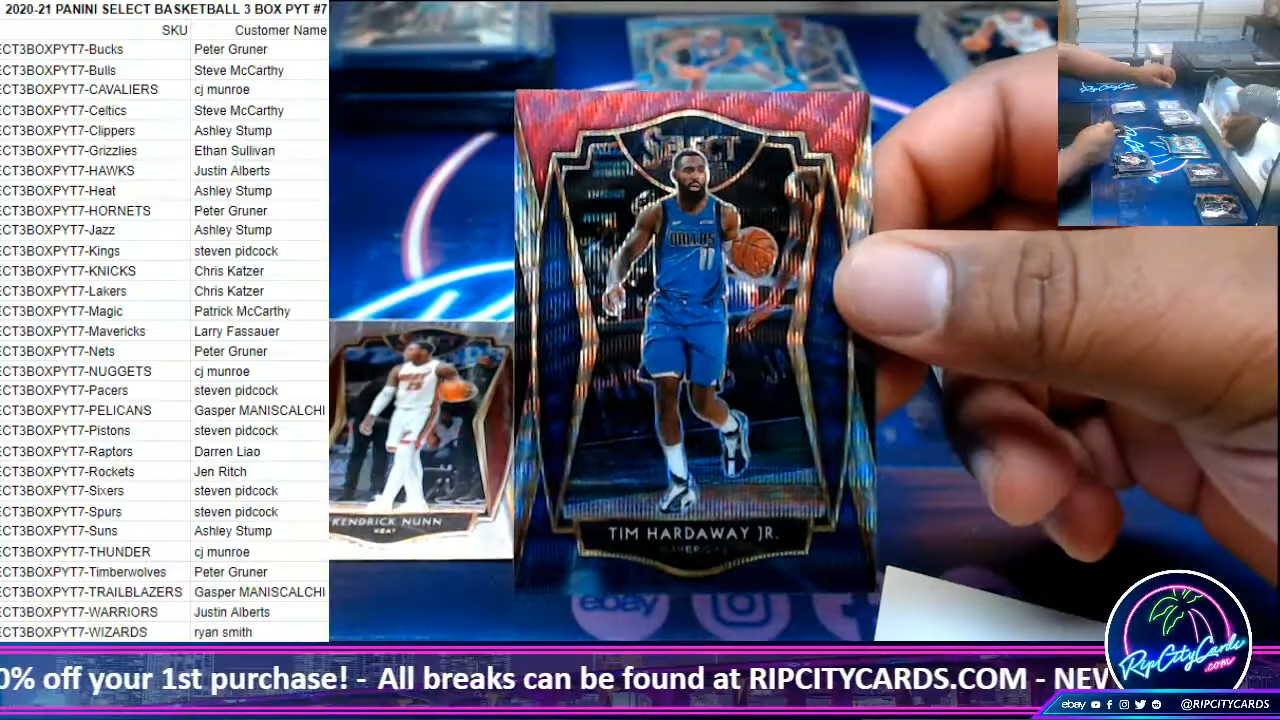 2020-21 PANINI SELECT BASKETBALL 3 BOX PYT #7
SKU Customer Name
ECT3BOXPYT7-Bucks Peter Gruner
ECT3BOXPYT7-Bulls Steve McCarthy
ECT3BOXPYT7-CAVALIERS cj munroe
ECT3BOXPYT7-Celtics Steve McCarthy
ECT3BOXPYT7-Clippers Ashley Stump
ECT3BOXPYT7-Grizzlies Ethan Sullivan
ECT3BOXPYT7-HAWKS Justin Alberts
ECT3BOXPYT7-Heat Ashley Stump
ECT3BOXPYT7-HORNETS Peter Gruner
ECT3BOXPYT7-Jazz Ashley Stump
ECT3BOXPYT7-Kings steven pidcock
ECT3BOXPYT7-KNICKS Chris Katzer
ECT3BOXPYT7-Lakers Chris Katzer
ECT3BOXPYT7-Magic Patrick McCarthy
ECT3BOXPYT7-Mavericks Larry Fassauer
ECT3BOXPYT7-Nets Peter Gruner
ECT3BOXPYT7-NUGGETS cj munroe
ECT3BOXPYT7-Pacers steven pidcock
ECT3BOXPYT7-PELICANS Gasper MANISCALCHI
ECT3BOXPYT7-Pistons steven pidcock
ECT3BOXPYT7-Raptors Darren Liao
ECT3BOXPYT7-Rockets Jen Ritch
ECT3BOXPYT7-Sixers steven pidcock
ECT3BOXPYT7-Spurs steven pidcock
ECT3BOXPYT7-Suns Ashley Stump
ECT3BOXPYT7-THUNDER cj munroe
ECT3BOXPYT7-Timberwolves Peter Gruner
ECT3BOXPYT7-TRAILBLAZERS Gasper MANISCALCHI
ECT3BOXPYT7-WARRIORS Justin Alberts
ECT3BOXPYT7-WIZARDS ryan smith
SELECT
DALLAS
11
TIM HARDAWAY JR.
MAVERICKS
KENDRICK NUNN
HEAT
ebay
RipCityCards
.com
0% off your 1st purchase! - All breaks can be found at RIPCITYCARDS.COM - NEW
ebay @RIPCITYCARDS